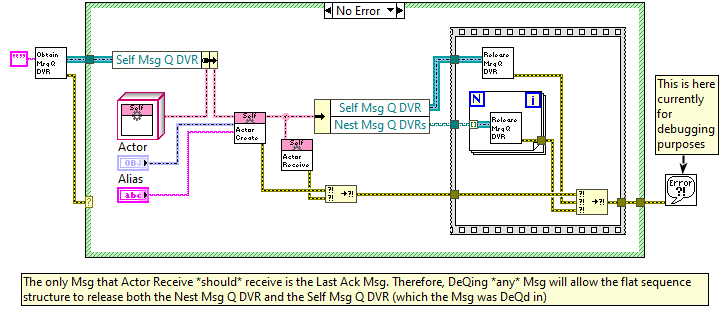 No Error
""
Obtain
Msg Q
DVR
Self Msg Q DVR
Self
Actor
OBJ
Alias
abc
?
Self
Actor
Create
Self
Actor
Receive
Self Msg Q DVR
Nest Msg Q DVRs
?!
?!
?!
Release
Msg Q
DVR
N
i
Release
Msg Q
DVR
?!
?!
?!
?!
This is here
currently
for
debugging
purposes
Error
?!
The only Msg that Actor Receive *should* receive is the Last Ack Msg. Therefore, DeQing *any* Msg will allow the flat sequence
structure to release both the Nest Msg Q DVR and the Self Msg Q DVR (which the Msg was DeQd in)